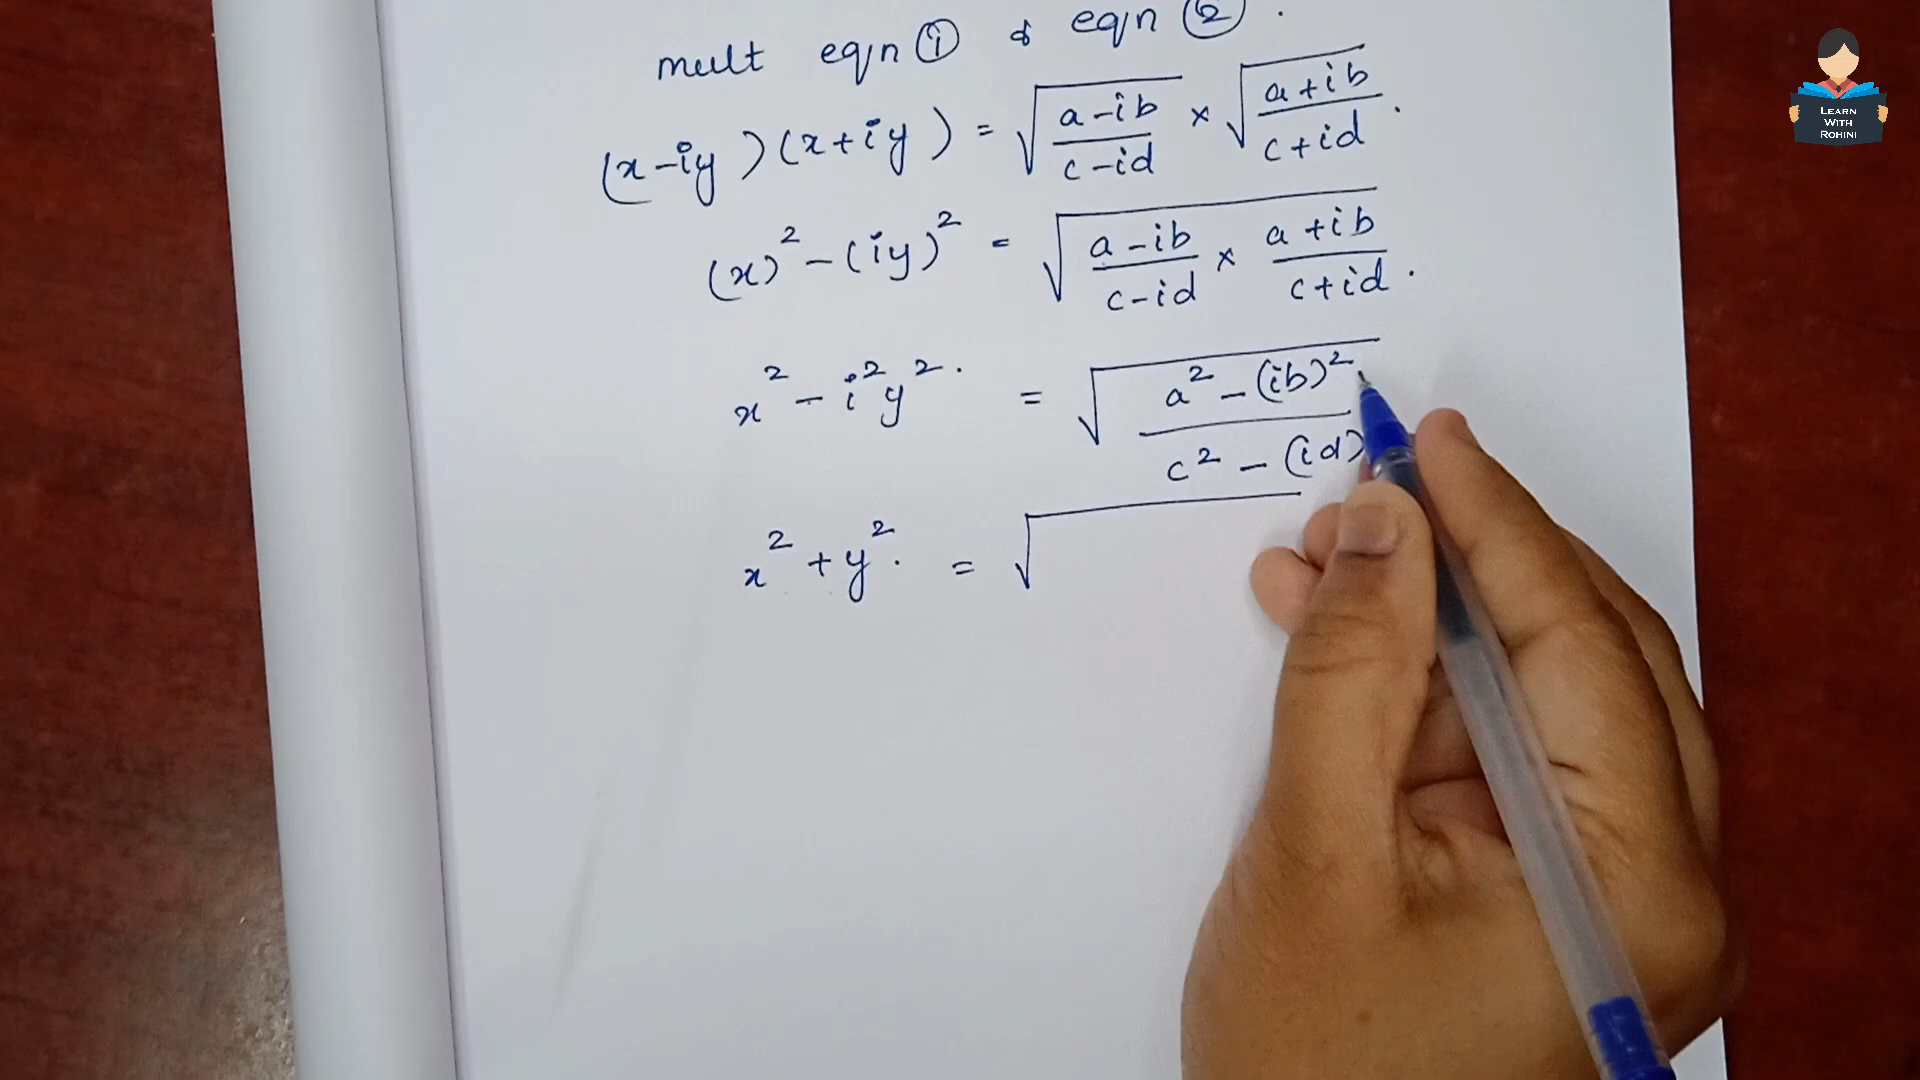 mult eqn ① & eqn ② .
(x-iy)(x+iy) = √(a-ib/c-id) × √(a+ib/c+id) .
(x)² - (iy)² = √(a-ib/c-id × a+ib/c+id) .
x² - i²y² . = √(a² - (ib)²/c² - (id)
x² + y² . = √
LEARN
WITH
ROHINI